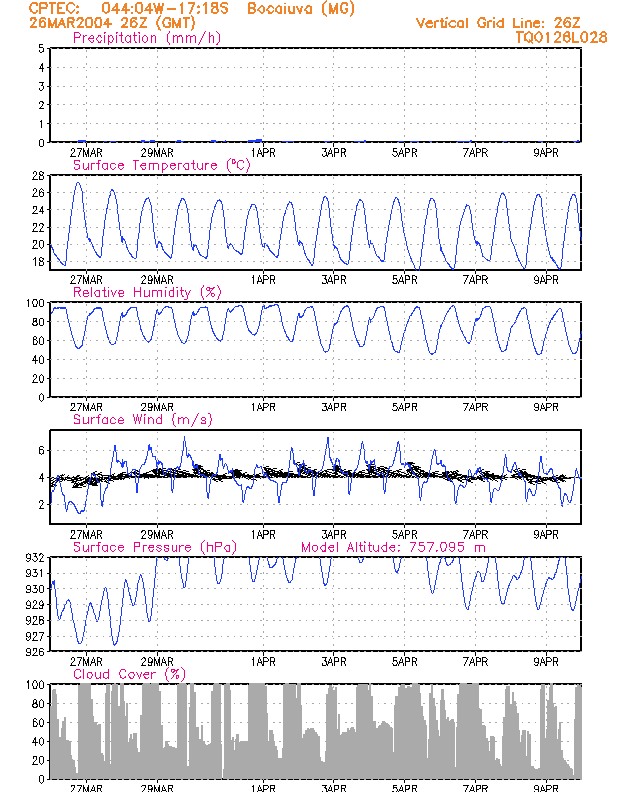 CPTEC: 044:04W-17:18S Bocaiuva (MG)
26MAR2004 26Z (GMT) Vertical Grid Line: 26Z
Precipitation (mm/h) TQ0126L028
5
4
3
2
1
0
27MAR 29MAR 1APR 3APR 5APR 7APR 9APR
Surface Temperature (°C)
28
26
24
22
20
18
27MAR 29MAR 1APR 3APR 5APR 7APR 9APR
Relative Humidity (%)
100
80
60
40
20
0
27MAR 29MAR 1APR 3APR 5APR 7APR 9APR
Surface Wind (m/s)
6
4
2
27MAR 29MAR 1APR 3APR 5APR 7APR 9APR
Surface Pressure (hPa) Model Altitude: 757.095 m
932
931
930
929
928
927
926
27MAR 29MAR 1APR 3APR 5APR 7APR 9APR
Cloud Cover (%)
100
80
60
40
20
0
27MAR 29MAR 1APR 3APR 5APR 7APR 9APR